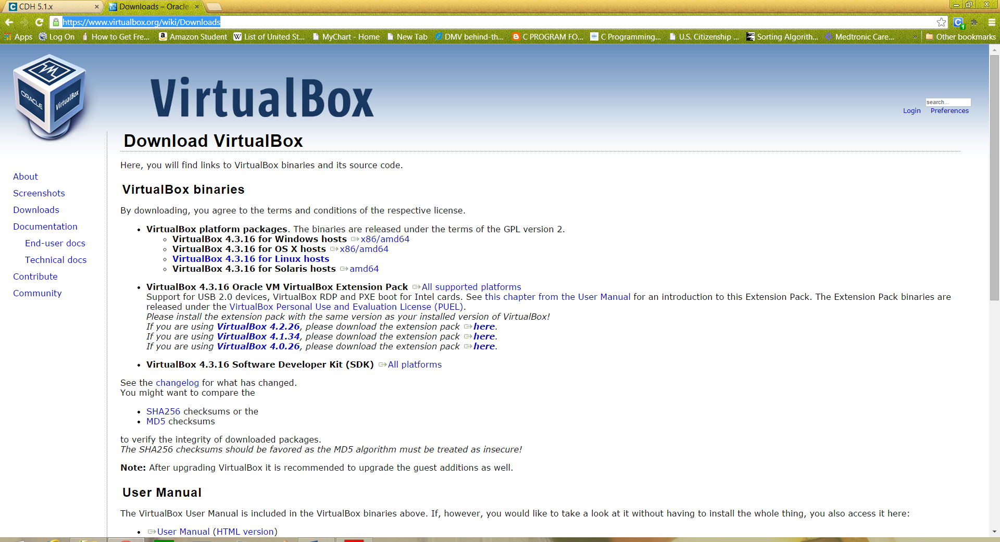 CDH 5.1.x
Downloads – Oracle
https://www.virtualbox.org/wiki/Downloads
Apps Log On How to Get Fre... Amazon Student List of United St... MyChart - Home New Tab DMV behind-th... C PROGRAM FO... C Programming... U.S. Citizenship ... Sorting Algorith... Medtronic Care... » Other bookmarks
ORACLE
VirtualBox
VirtualBox
search...
Login Preferences
Download VirtualBox
Here, you will find links to VirtualBox binaries and its source code.
About
Screenshots
Downloads
Documentation
End-user docs
Technical docs
Contribute
Community
VirtualBox binaries
By downloading, you agree to the terms and conditions of the respective license.
VirtualBox platform packages. The binaries are released under the terms of the GPL version 2.
VirtualBox 4.3.16 for Windows hosts x86/amd64
VirtualBox 4.3.16 for OS X hosts x86/amd64
VirtualBox 4.3.16 for Linux hosts
VirtualBox 4.3.16 for Solaris hosts amd64
VirtualBox 4.3.16 Oracle VM VirtualBox Extension Pack All supported platforms
Support for USB 2.0 devices, VirtualBox RDP and PXE boot for Intel cards. See this chapter from the User Manual for an introduction to this Extension Pack. The Extension Pack binaries are
released under the VirtualBox Personal Use and Evaluation License (PUEL).
Please install the extension pack with the same version as your installed version of VirtualBox!
If you are using VirtualBox 4.2.26, please download the extension pack here.
If you are using VirtualBox 4.1.34, please download the extension pack here.
If you are using VirtualBox 4.0.26, please download the extension pack here.
VirtualBox 4.3.16 Software Developer Kit (SDK) All platforms
See the changelog for what has changed.
You might want to compare the
SHA256 checksums or the
MD5 checksums
to verify the integrity of downloaded packages.
The SHA256 checksums should be favored as the MD5 algorithm must be treated as insecure!
Note: After upgrading VirtualBox it is recommended to upgrade the guest additions as well.
User Manual
The VirtualBox User Manual is included in the VirtualBox binaries above. If, however, you would like to take a look at it without having to install the whole thing, you also access it here:
User Manual (HTML version)